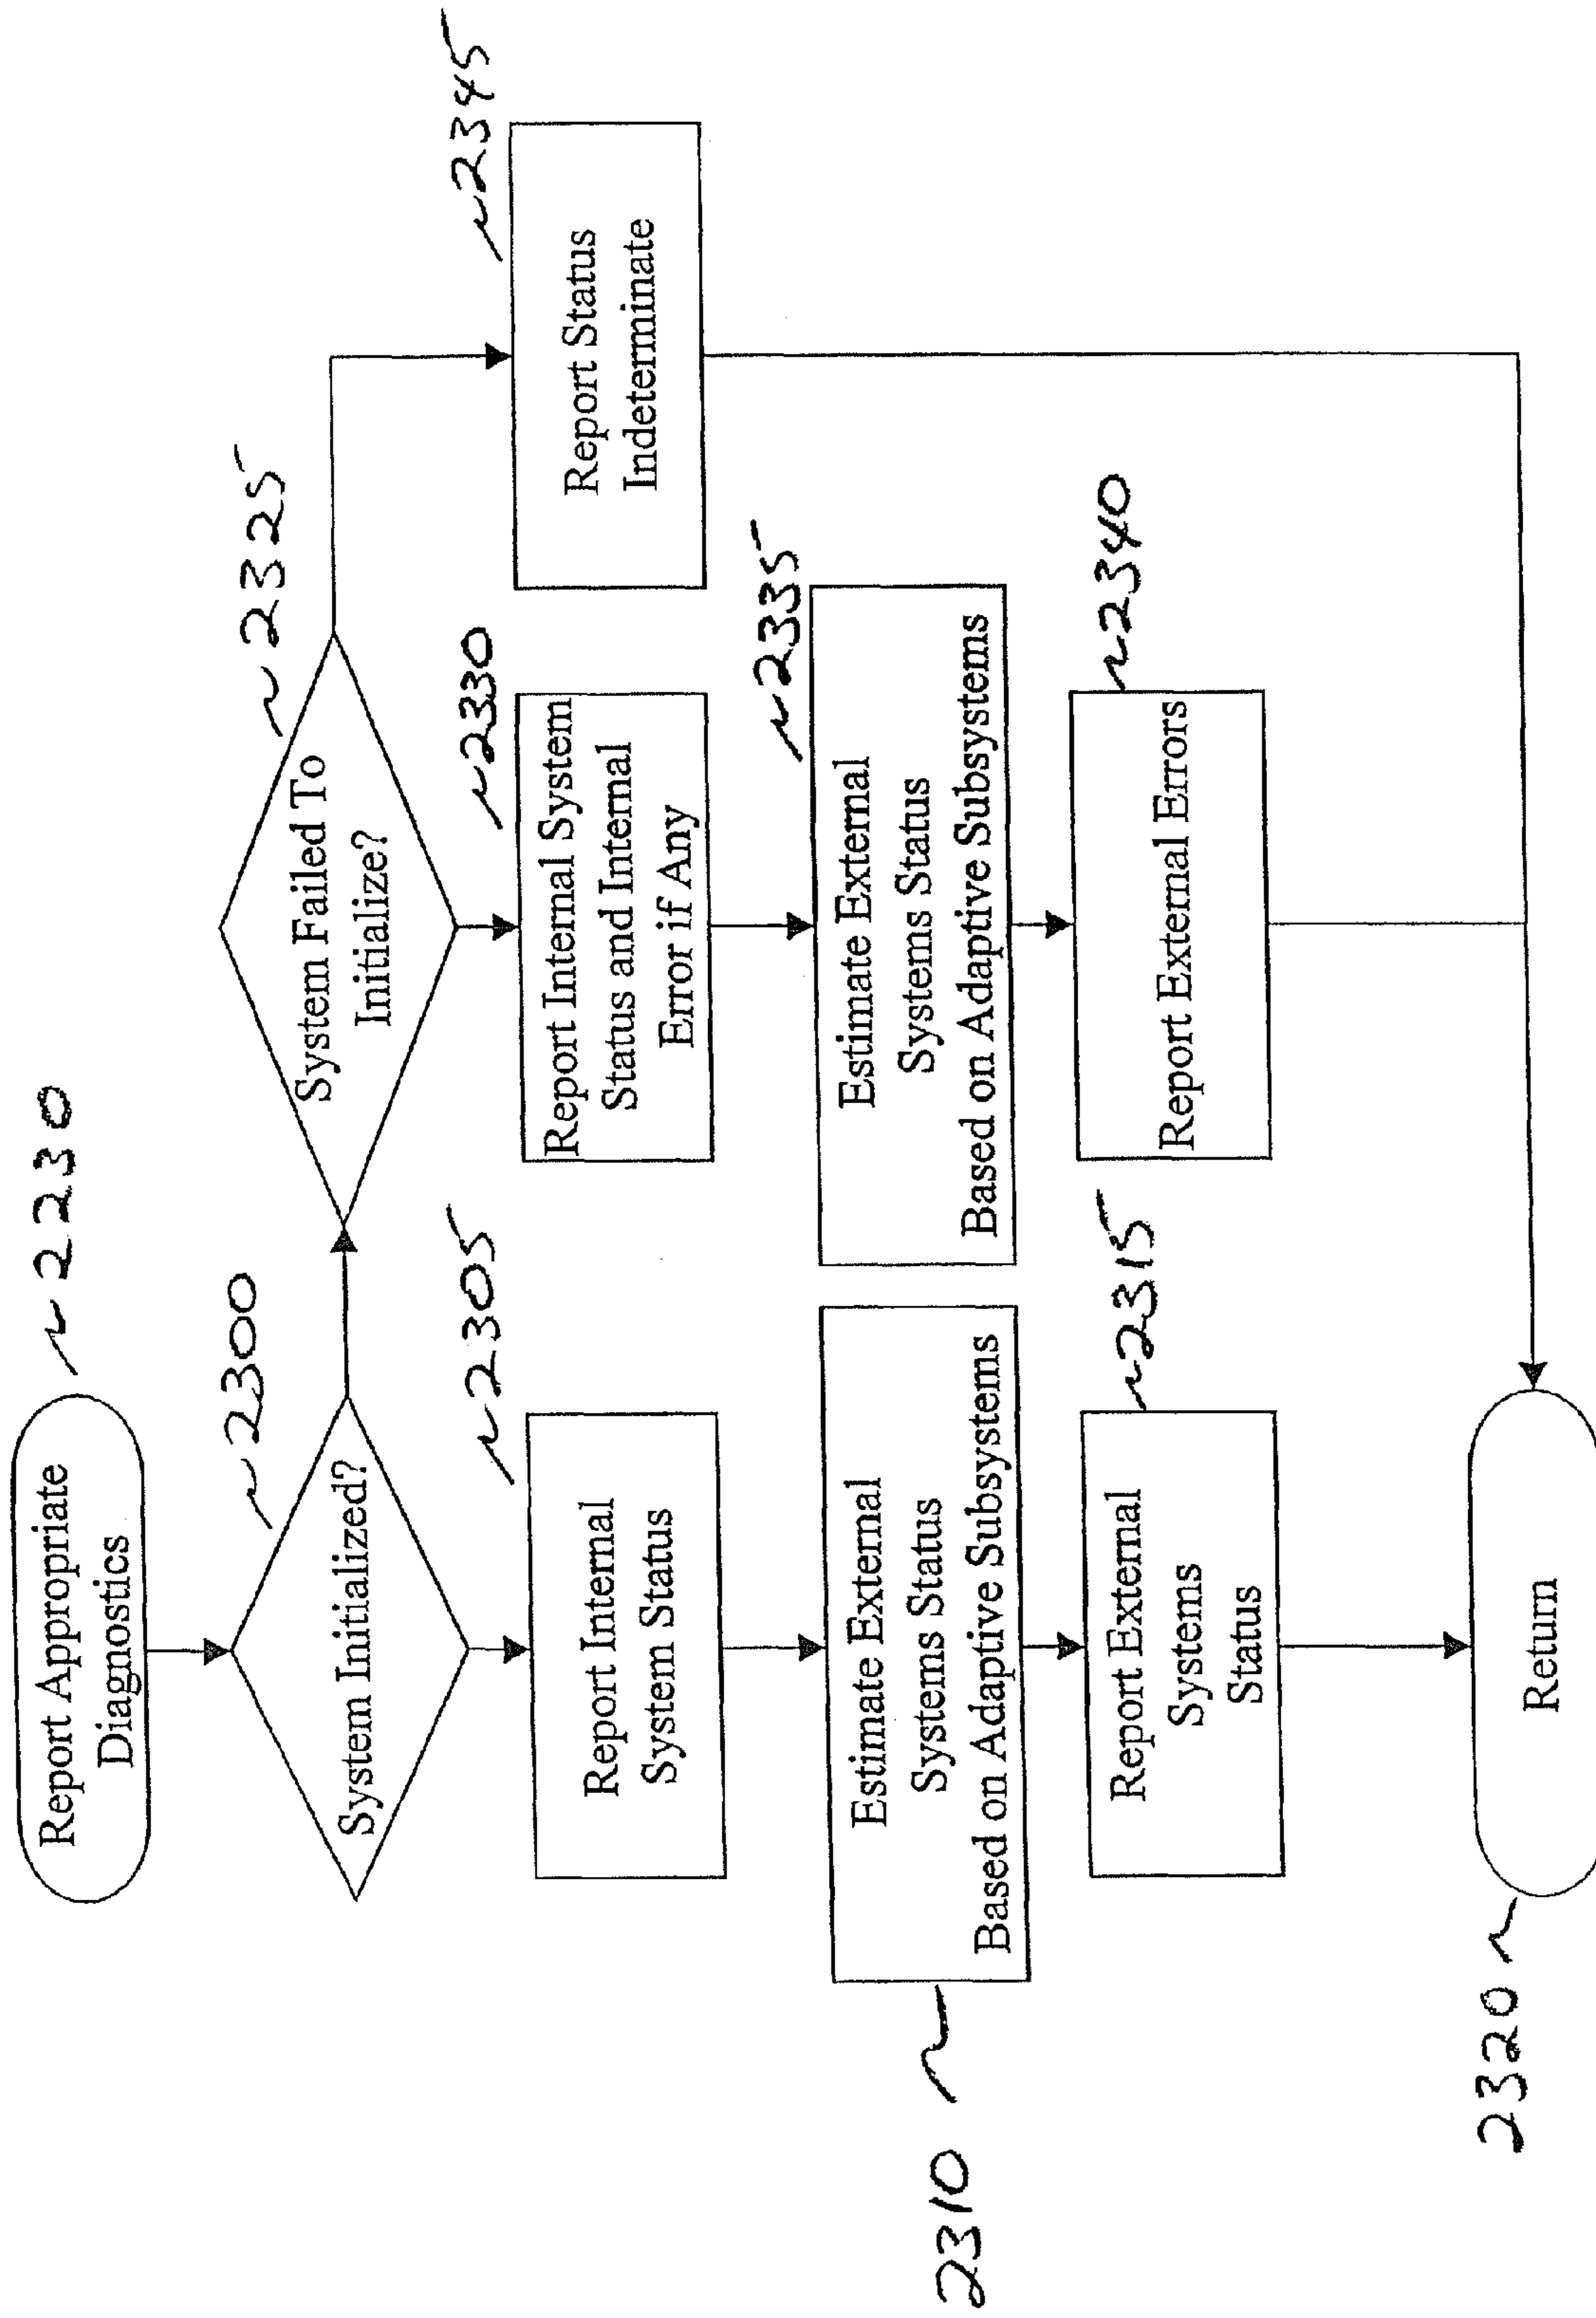 Report Appropriate
Diagnostics
2230
System Initialized?
2300
Report Internal
System Status
2305
Estimate External
Systems Status
Based on Adaptive Subsystems
2310
Report External
Systems
Status
2315
Return
2320
System Failed To
Initialize?
2325
Report Internal System
Status and Internal
Error if Any
2330
Estimate External
Systems Status
Based on Adaptive Subsystems
2335
Report External Errors
2340
Report Status
Indeterminate
2345